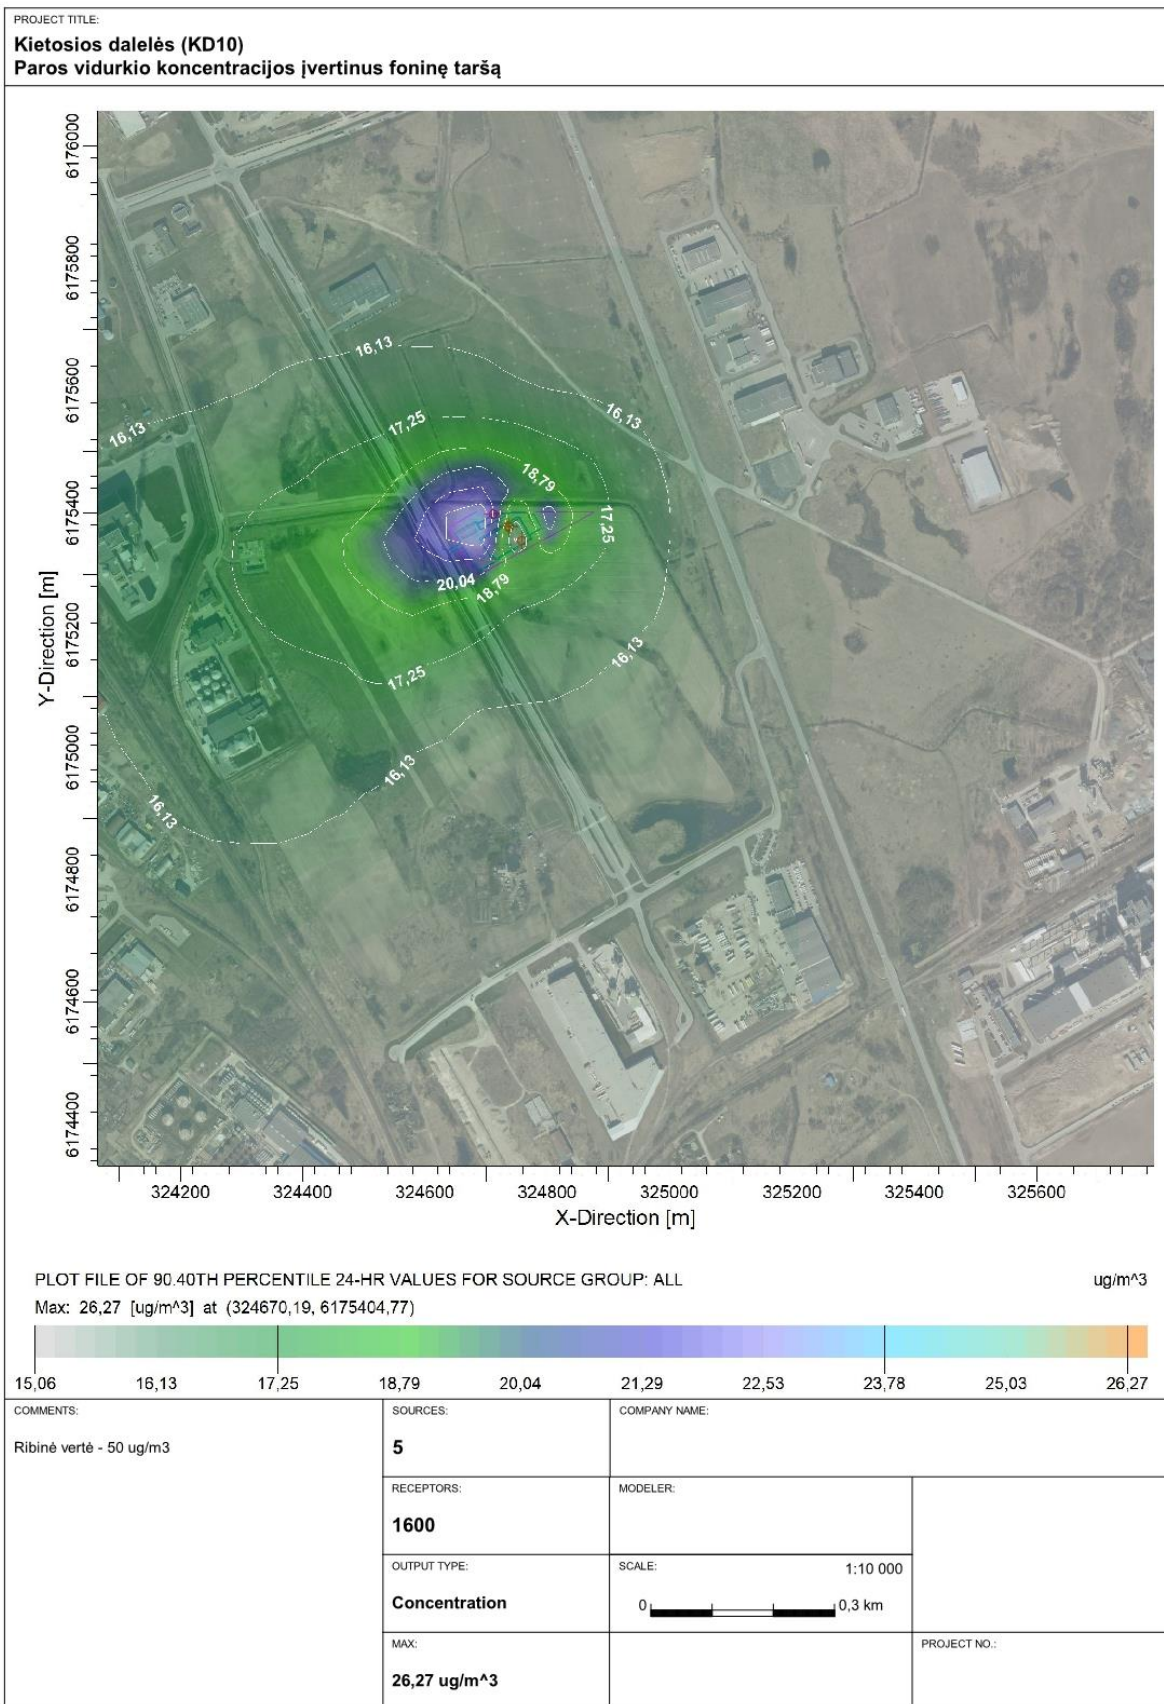 PROJECT TITLE:
Kietosios dalelės (KD10)
Paros vidurkio koncentracijos įvertinus foninę taršą
6176000
6175800
6175600
6175400
6175200
6175000
6174800
6174600
6174400
Y-Direction [m]
16,13
16,13
16,13
17,25
18,79
17,25
20,04
18,79
17,25
16,13
16,13
16,13
324200 324400 324600 324800 325000 325200 325400 325600
X-Direction [m]
PLOT FILE OF 90.40TH PERCENTILE 24-HR VALUES FOR SOURCE GROUP: ALL ug/m^3
Max: 26,27 [ug/m^3] at (324670,19, 6175404,77)
15,06 16,13 17,25 18,79 20,04 21,29 22,53 23,78 25,03 26,27
COMMENTS:
Ribinė vertė - 50 ug/m3
SOURCES:
5
COMPANY NAME:
RECEPTORS:
1600
MODELER:
OUTPUT TYPE:
Concentration
SCALE: 1:10 000
0 0,3 km
MAX:
26,27 ug/m^3
PROJECT NO.: